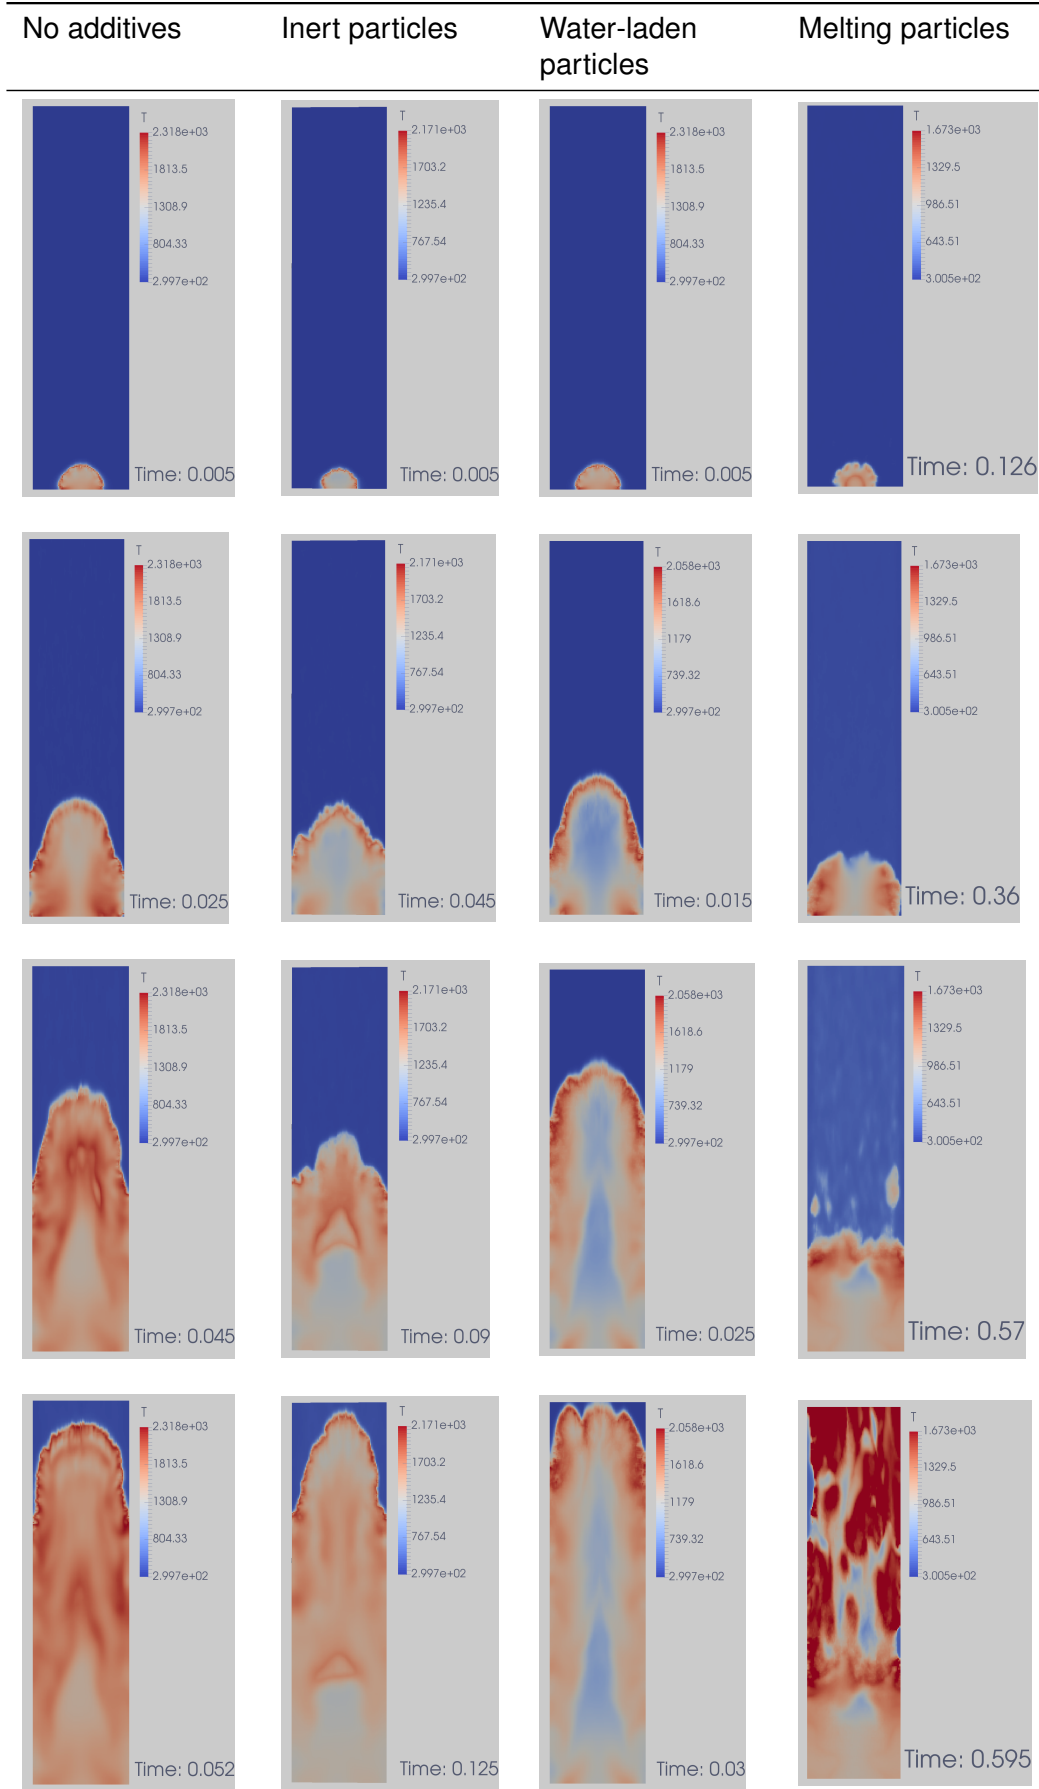 No additives
Inert particles
Water-laden
particles
Melting particles
T
2.318e+03
1813.5
1308.9
804.33
2.997e+02
Time: 0.005
T
2.171e+03
1703.2
1235.4
767.54
2.997e+02
Time: 0.005
T
2.318e+03
1813.5
1308.9
804.33
2.997e+02
Time: 0.005
T
1.673e+03
1329.5
986.51
643.51
3.005e+02
Time: 0.126
T
2.318e+03
1813.5
1308.9
804.33
2.997e+02
Time: 0.025
T
2.171e+03
1703.2
1235.4
767.54
2.997e+02
Time: 0.045
T
2.058e+03
1618.6
1179
739.32
2.997e+02
Time: 0.015
T
1.673e+03
1329.5
986.51
643.51
3.005e+02
Time: 0.36
T
2.318e+03
1813.5
1308.9
804.33
2.997e+02
Time: 0.045
T
2.171e+03
1703.2
1235.4
767.54
2.997e+02
Time: 0.09
T
2.058e+03
1618.6
1179
739.32
2.997e+02
Time: 0.025
T
1.673e+03
1329.5
986.51
643.51
3.005e+02
Time: 0.57
T
2.318e+03
1813.5
1308.9
804.33
2.997e+02
Time: 0.052
T
2.171e+03
1703.2
1235.4
767.54
2.997e+02
Time: 0.125
T
2.058e+03
1618.6
1179
739.32
2.997e+02
Time: 0.03
T
1.673e+03
1329.5
986.51
643.51
3.005e+02
Time: 0.595